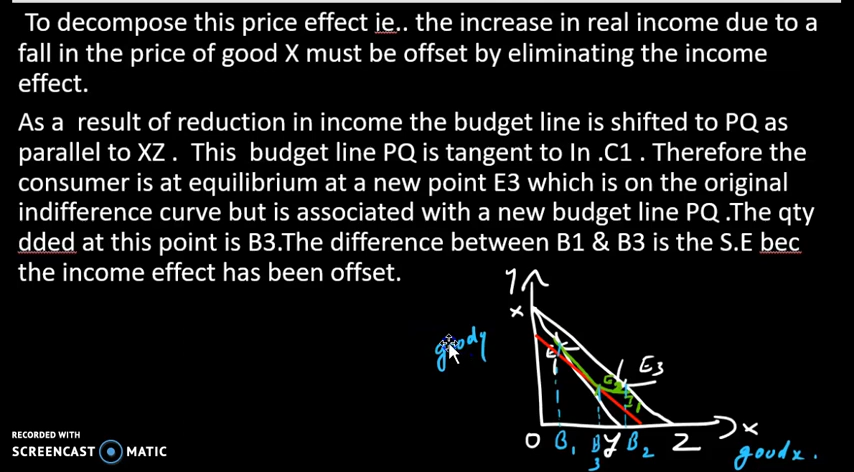 To decompose this price effect ie.. the increase in real income due to a
fall in the price of good X must be offset by eliminating the income
effect.
As a result of reduction in income the budget line is shifted to PQ as
parallel to XZ . This budget line PQ is tangent to In .C1 . Therefore the
consumer is at equilibrium at a new point E3 which is on the original
indifference curve but is associated with a new budget line PQ .The qty
dded at this point is B3.The difference between B1 & B3 is the S.E bec
the income effect has been offset.
Y
X
good y
E3
O B1 B3 Y B2 Z X
good x.
RECORDED WITH
SCREENCAST MATIC